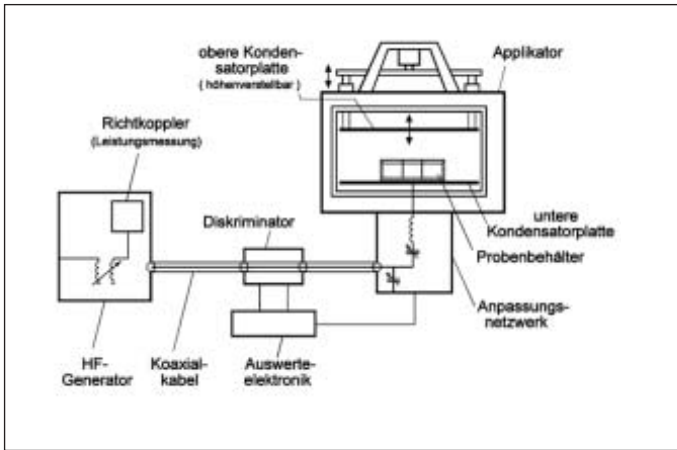 obere Konden-
satorplatte
( höhenverstellbar )
Applikator
Richtkoppler
(Leistungsmessung)
Diskriminator
untere
Kondensatorplatte
Probenbehälter
Anpassungs-
netzwerk
HF-
Generator
Koaxial-
kabel
Auswerte-
elektronik